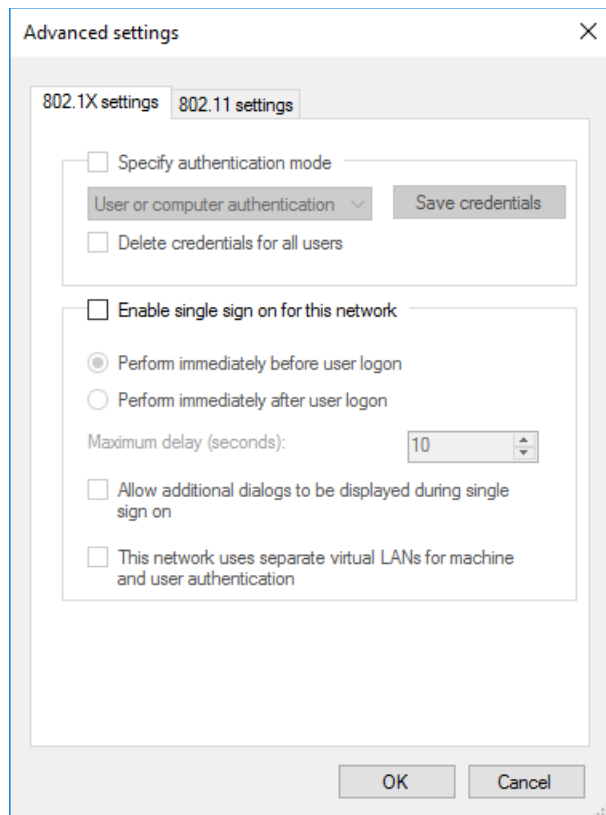 Advanced settings
802.1X settings
802.11 settings
Specify authentication mode
User or computer authentication
Save credentials
Delete credentials for all users
Enable single sign on for this network
Perform immediately before user logon
Perform immediately after user logon
Maximum delay (seconds):
10
Allow additional dialogs to be displayed during single
sign on
This network uses separate virtual LANs for machine
and user authentication
OK
Cancel